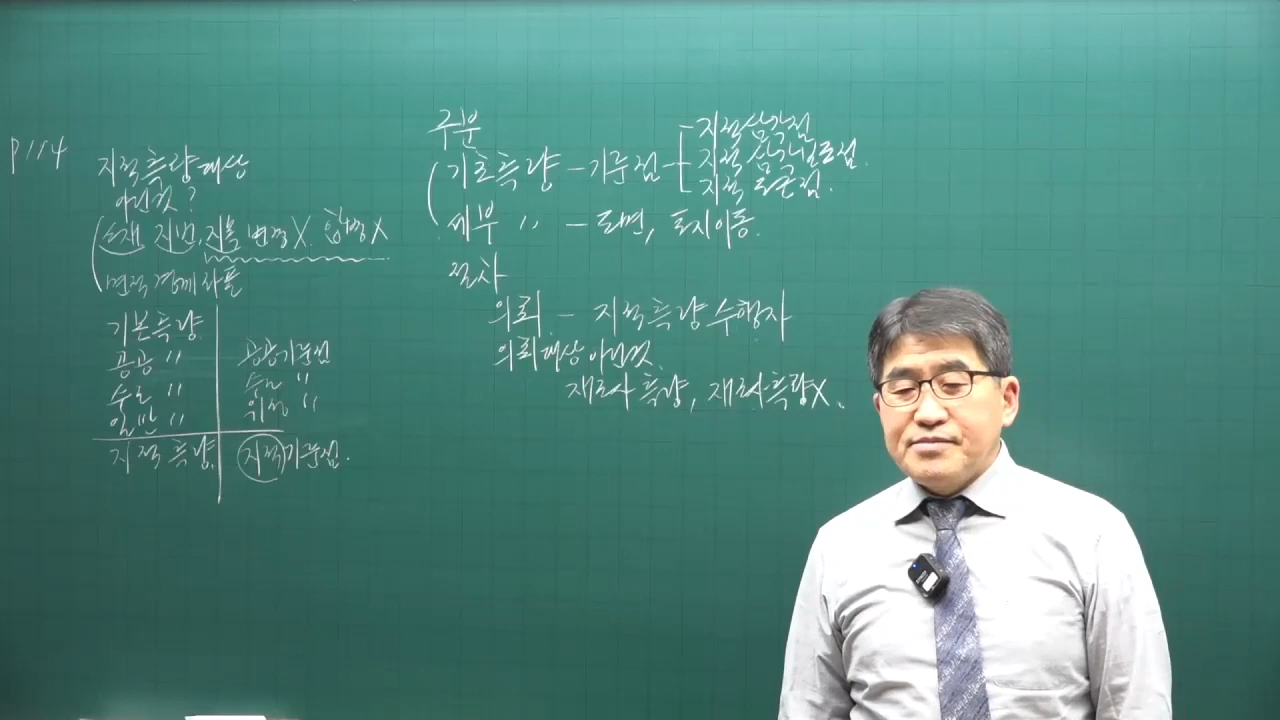 P114
지적측량 대상
아닌것?
소재 지번, 지목 변경X. 합병X
면적 경계 좌표
기본측량
공공 〃 공공기준점
수로 〃 수로 〃
일반 〃 위성 〃
지적측량 지적기준점.
구분
기초측량 - 기준점 - 지적삼각점
지적삼각보조점.
지적도근점.
세부 〃 - 도면, 토지이동.
절차
의뢰 - 지적측량수행자
의뢰대상 아닌것.
재조사 측량, 검사측량X.